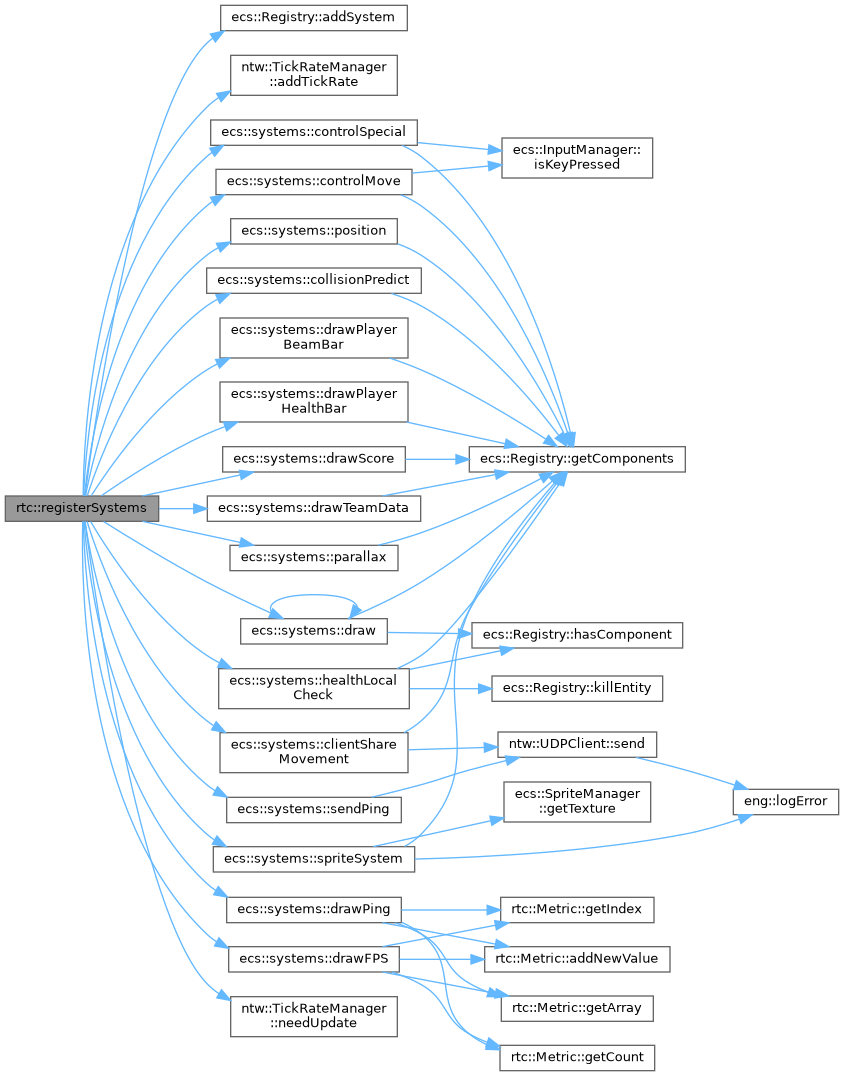 ecs::Registry::addSystem
ntw::TickRateManager
::addTickRate
ecs::systems::controlSpecial
ecs::InputManager::
isKeyPressed
ecs::systems::controlMove
ecs::systems::position
ecs::systems::collisionPredict
ecs::systems::drawPlayer
BeamBar
ecs::systems::drawPlayer
HealthBar
ecs::systems::drawScore
ecs::Registry::getComponents
rtc::registerSystems
ecs::systems::drawTeamData
ecs::systems::parallax
ecs::systems::draw
ecs::Registry::hasComponent
ecs::systems::healthLocal
Check
ecs::Registry::killEntity
ecs::systems::clientShare
Movement
ntw::UDPClient::send
ecs::systems::sendPing
ecs::SpriteManager
::getTexture
eng::logError
ecs::systems::spriteSystem
ecs::systems::drawPing
rtc::Metric::getIndex
ecs::systems::drawFPS
rtc::Metric::addNewValue
ntw::TickRateManager
::needUpdate
rtc::Metric::getArray
rtc::Metric::getCount